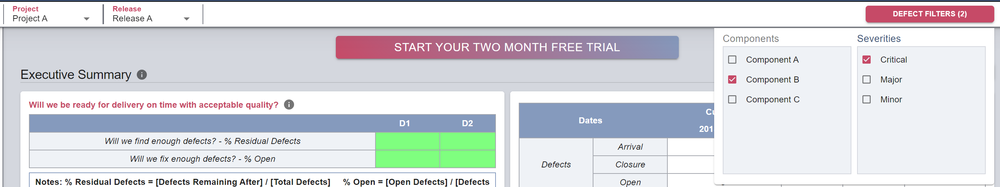 Project
Project A
Release
Release A
DEFECT FILTERS (2)
START YOUR TWO MONTH FREE TRIAL
Components
Component A
Component B
Component C
Severities
Critical
Major
Minor
Executive Summary
Will we be ready for delivery on time with acceptable quality?
D1 D2
Will we find enough defects? - % Residual Defects
Will we fix enough defects? - % Open
Notes: % Residual Defects = [Defects Remaining After] / [Total Defects] % Open = [Open Defects] / [Defects
Dates
201
Defects
Arrival
Closure
Open